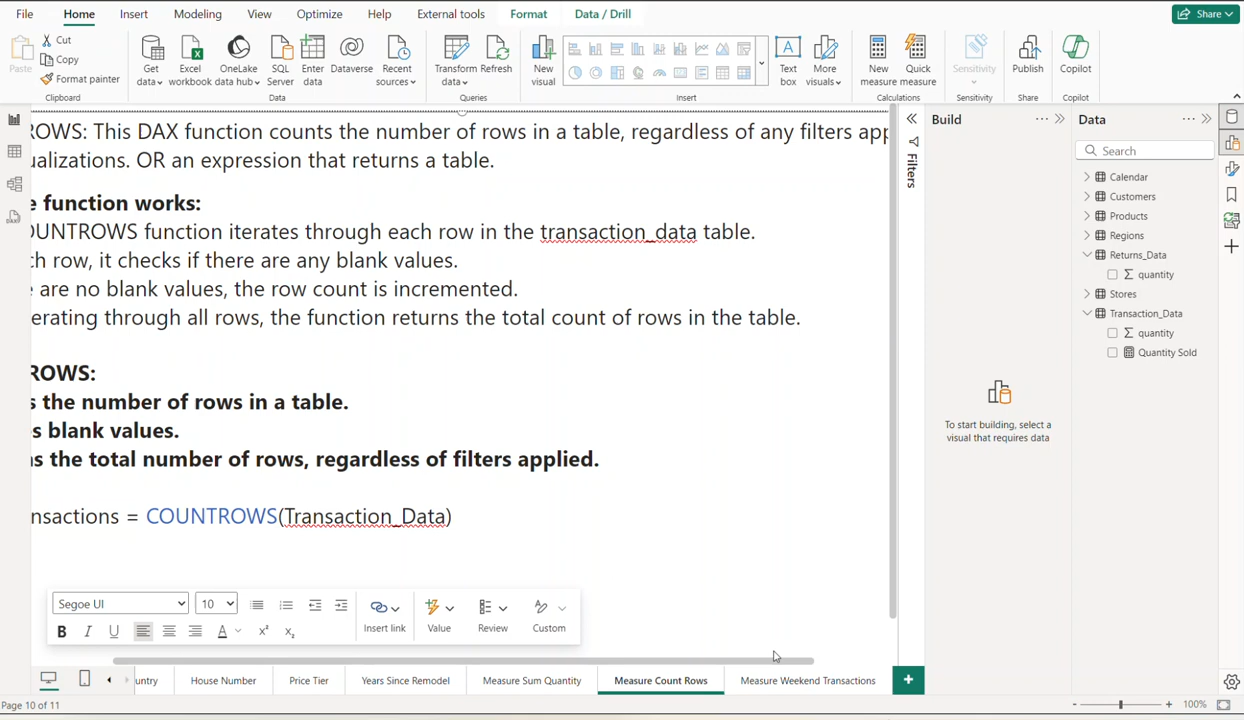 File Home Insert Modeling View Optimize Help External tools Format Data / Drill Share
Paste Cut Copy Format painter
Get data Excel workbook OneLake data hub SQL Server Enter data Dataverse Recent sources Transform data Refresh New visual Text box More visuals New measure Quick measure Sensitivity Publish Copilot
Clipboard Data Queries Insert Calculations Sensitivity Share Copilot
ROWS: This DAX function counts the number of rows in a table, regardless of any filters app
ualizations. OR an expression that returns a table.
e function works:
OUNTROWS function iterates through each row in the transaction_data table.
ch row, it checks if there are any blank values.
e are no blank values, the row count is incremented.
erating through all rows, the function returns the total count of rows in the table.
ROWS:
s the number of rows in a table.
s blank values.
ns the total number of rows, regardless of filters applied.
nsactions = COUNTROWS(Transaction_Data)
Filters
Build
To start building, select a
visual that requires data
Data
Search
Calendar
Customers
Products
Regions
Returns_Data
quantity
Stores
Transaction_Data
quantity
Quantity Sold
Segoe UI 10
Insert link Value Review Custom
B I U A x² x₂
untry House Number Price Tier Years Since Remodel Measure Sum Quantity Measure Count Rows Measure Weekend Transactions
Page 10 of 11 - + 100%